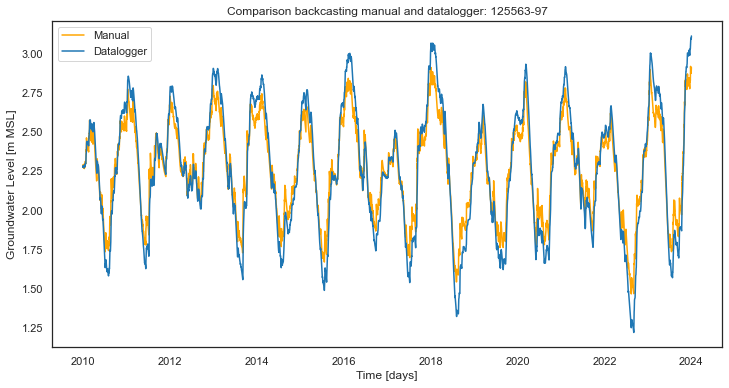 Comparison backcasting manual and datalogger: 125563-97
Manual
Datalogger
Groundwater Level [m MSL]
3.00
2.75
2.50
2.25
2.00
1.75
1.50
1.25
2010 2012 2014 2016 2018 2020 2022 2024
Time [days]